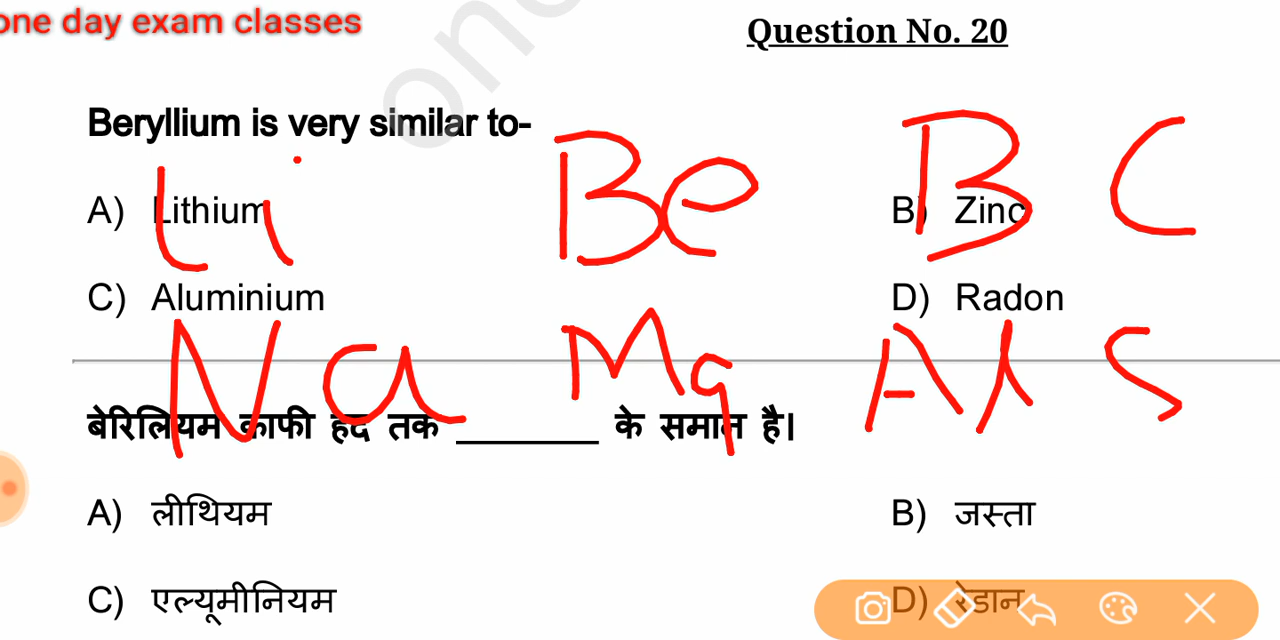 one day exam classes
Question No. 20
Beryllium is very similar to-
Li Be B C
A) Lithium B) Zinc
C) Aluminium D) Radon
Na Mg Al S
बेरिलियम काफी हद तक ________ के समान है।
A) लीथियम B) जस्ता
C) एल्यूमीनियम D) रेडान